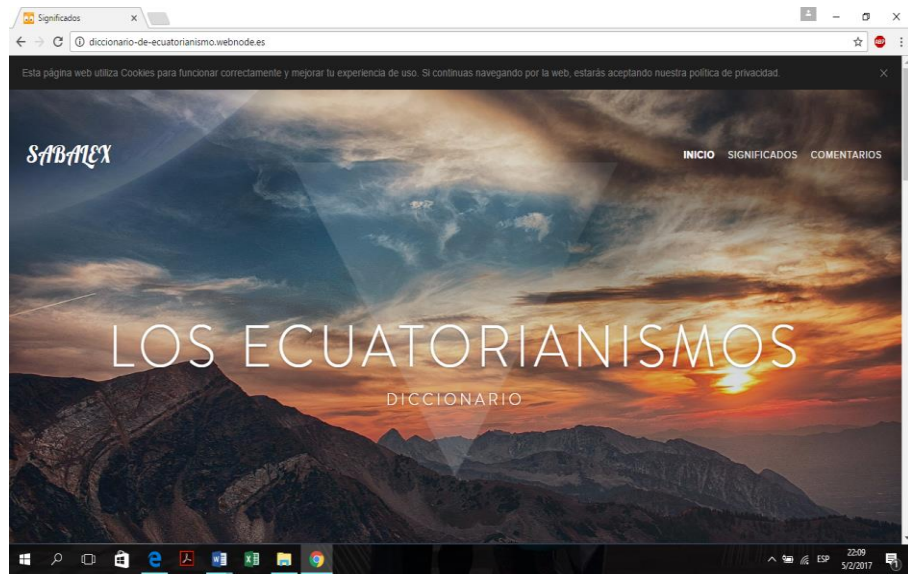 Significados
diccionario-de-ecuatorianismo.webnode.es
ABP
Esta página web utiliza Cookies para funcionar correctamente y mejorar tu experiencia de uso. Si continuas navegando por la web, estarás aceptando nuestra política de privacidad.
SABALEX
INICIO SIGNIFICADOS COMENTARIOS
LOS ECUATORIANISMOS
DICCIONARIO
ESP
22:09
5/2/2017